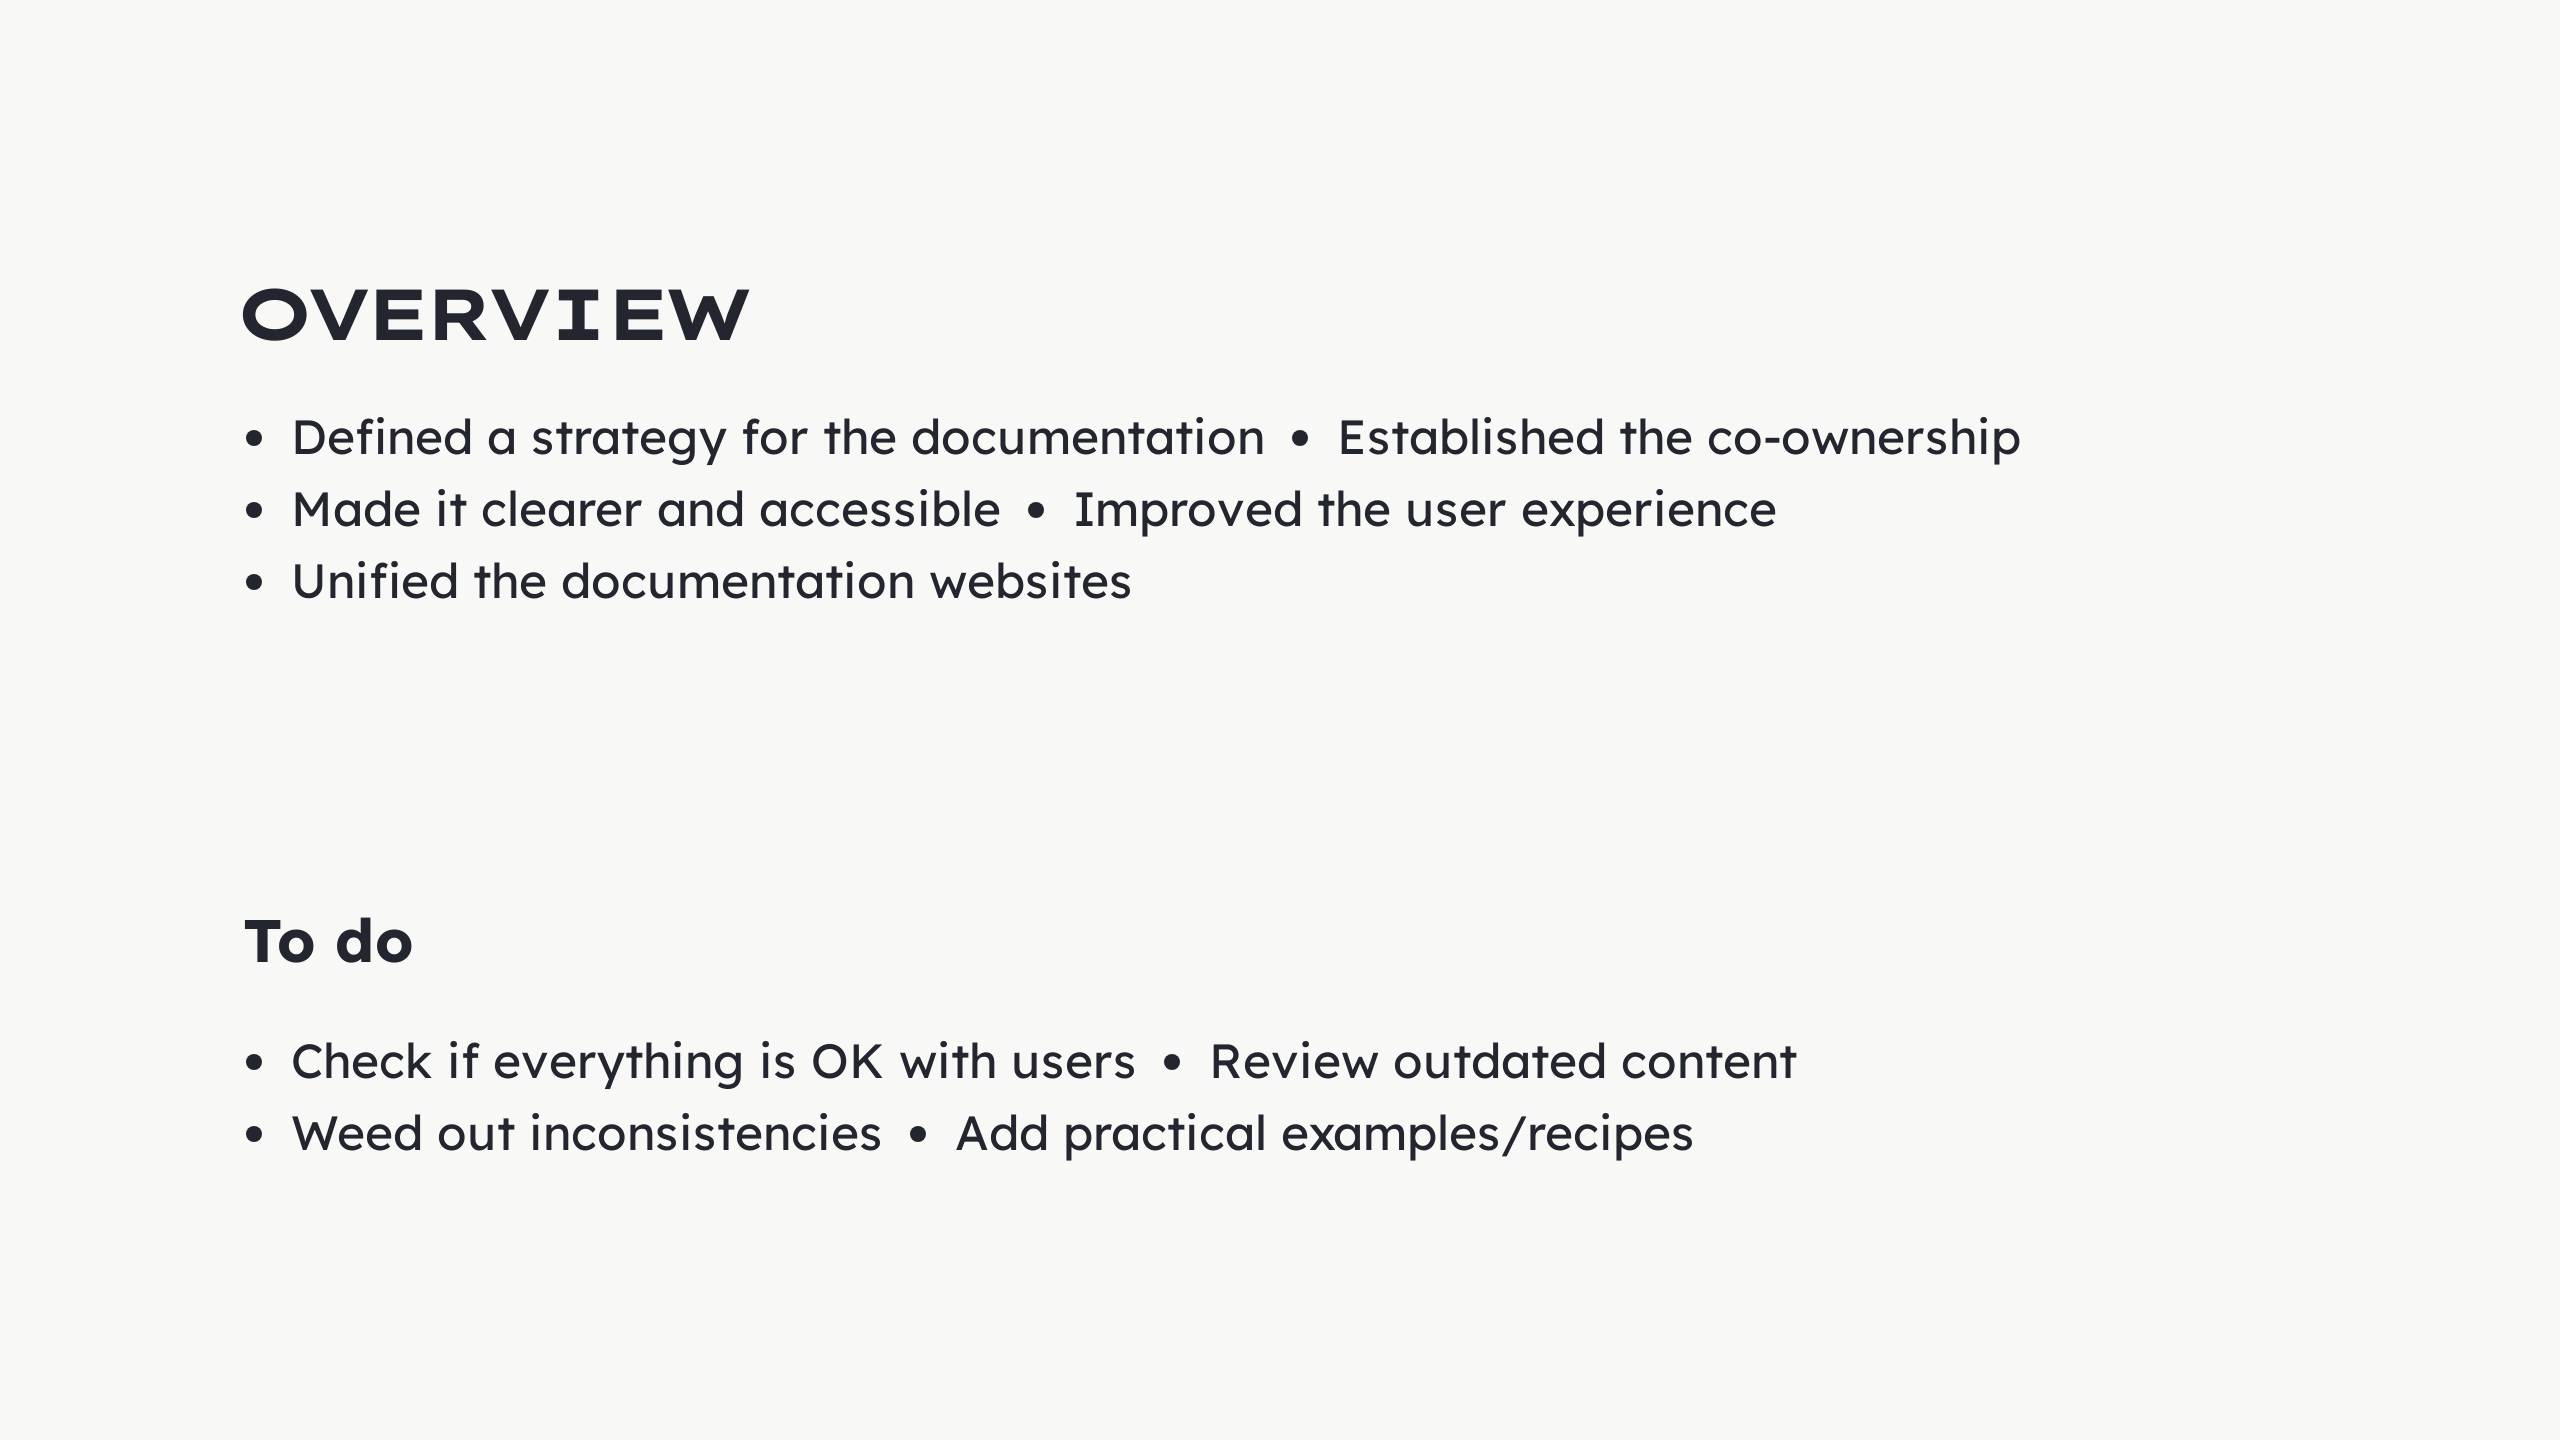 OVERVIEW
• Defined a strategy for the documentation • Established the co-ownership
• Made it clearer and accessible • Improved the user experience
• Unified the documentation websites
To do
• Check if everything is OK with users • Review outdated content
• Weed out inconsistencies • Add practical examples/recipes